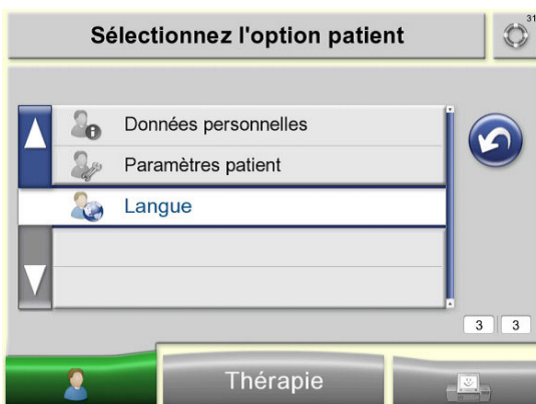 Sélectionnez l'option patient
31
Données personnelles
Paramètres patient
Langue
3 3
Thérapie